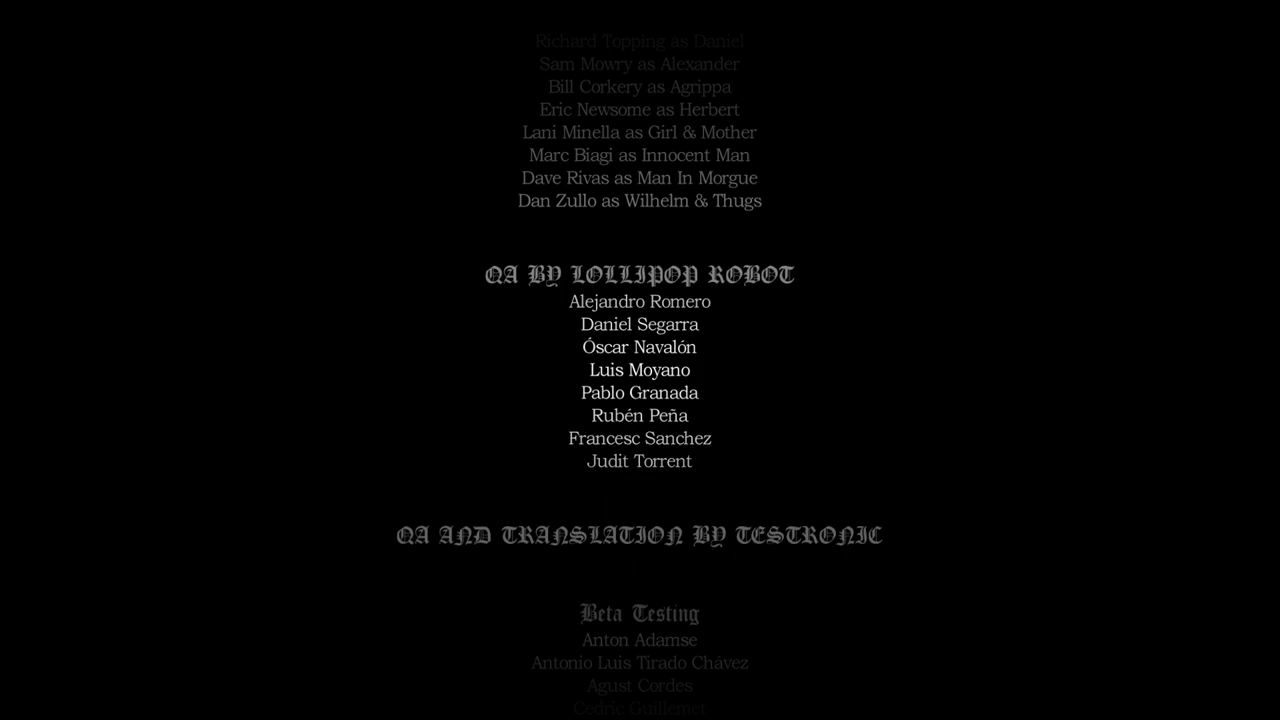 Richard Topping as Daniel
Sam Mowry as Alexander
Bill Corkery as Agrippa
Eric Newsome as Herbert
Lani Minella as Girl & Mother
Marc Biagi as Innocent Man
Dave Rivas as Man In Morgue
Dan Zullo as Wilhelm & Thugs
QA BY LOLLIPOP ROBOT
Alejandro Romero
Daniel Segarra
Óscar Navalón
Luis Moyano
Pablo Granada
Rubén Peña
Francesc Sanchez
Judit Torrent
QA AND TRANSLATION BY TESTRONIC
Beta Testing
Anton Adamse
Antonio Luis Tirado Chávez
Agust Cordes
Cedric Guillemet